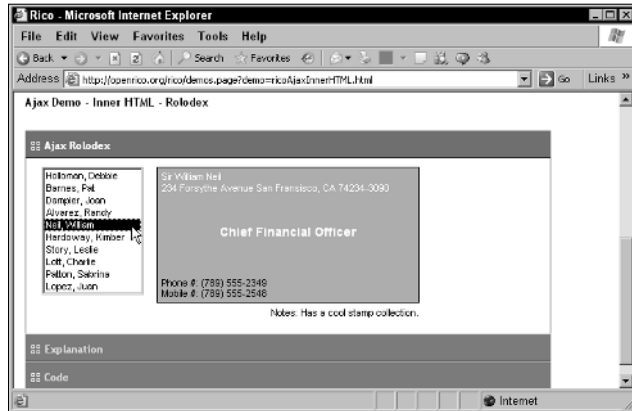 Rico - Microsoft Internet Explorer
File Edit View Favorites Tools Help
Back Search Favorites
Address http://openrico.org/rico/demos.page?demo=ricoAjaxInnerHTML.html Go Links »
Ajax Demo - Inner HTML - Rolodex
Ajax Rolodex
Holloman, Debbie
Barnes, Pat
Dampier, Joan
Alvarez, Randy
Neil, William
Hardoway, Kimber
Story, Leslie
Lott, Charlie
Patton, Sabrina
Lopez, Juan
Sir William Neil
234 Forsythe Avenue San Fransisco, CA 74234-3093
Chief Financial Officer
Phone #: (789) 555-2349
Mobile #: (789) 555-2548
Notes: Has a cool stamp collection.
Explanation
Code
Internet